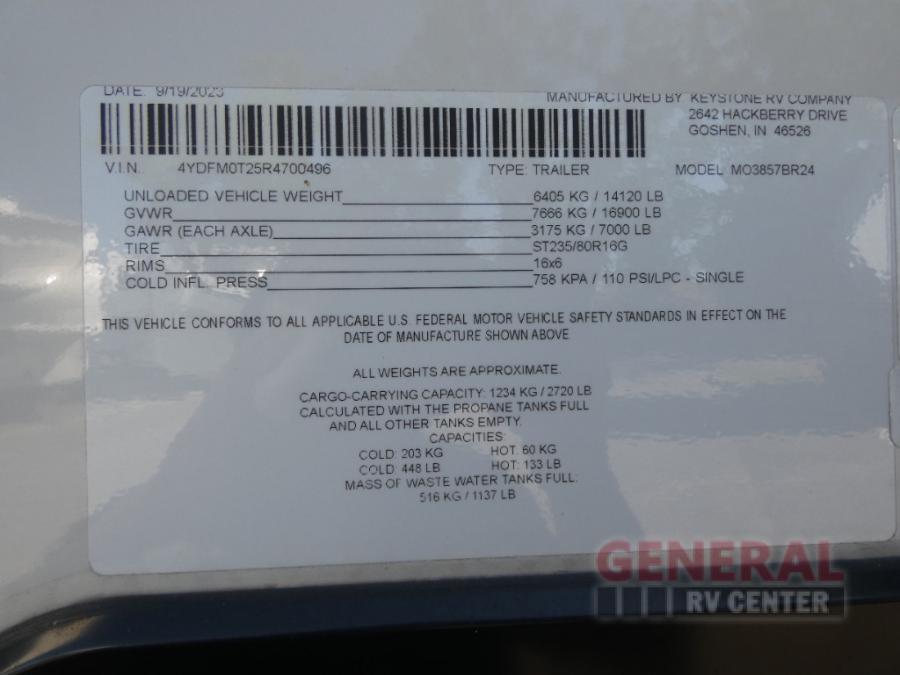 DATE: 9/19/2023
MANUFACTURED BY KEYSTONE RV COMPANY
2642 HACKBERRY DRIVE
GOSHEN, IN 46526
V.I.N. 4YDFM0T25R4700496 TYPE: TRAILER MODEL MO3857BR24
UNLOADED VEHICLE WEIGHT 6405 KG / 14120 LB
GVWR 7666 KG / 16900 LB
GAWR (EACH AXLE) 3175 KG / 7000 LB
TIRE ST235/80R16G
RIMS 16x6
COLD INFL. PRESS 758 KPA / 110 PSI/LPC - SINGLE
THIS VEHICLE CONFORMS TO ALL APPLICABLE U.S. FEDERAL MOTOR VEHICLE SAFETY STANDARDS IN EFFECT ON THE
DATE OF MANUFACTURE SHOWN ABOVE
ALL WEIGHTS ARE APPROXIMATE.
CARGO-CARRYING CAPACITY: 1234 KG / 2720 LB
CALCULATED WITH THE PROPANE TANKS FULL
AND ALL OTHER TANKS EMPTY.
CAPACITIES:
COLD: 203 KG HOT: 60 KG
COLD: 448 LB HOT: 133 LB
MASS OF WASTE WATER TANKS FULL:
516 KG / 1137 LB
GENERAL
RV CENTER